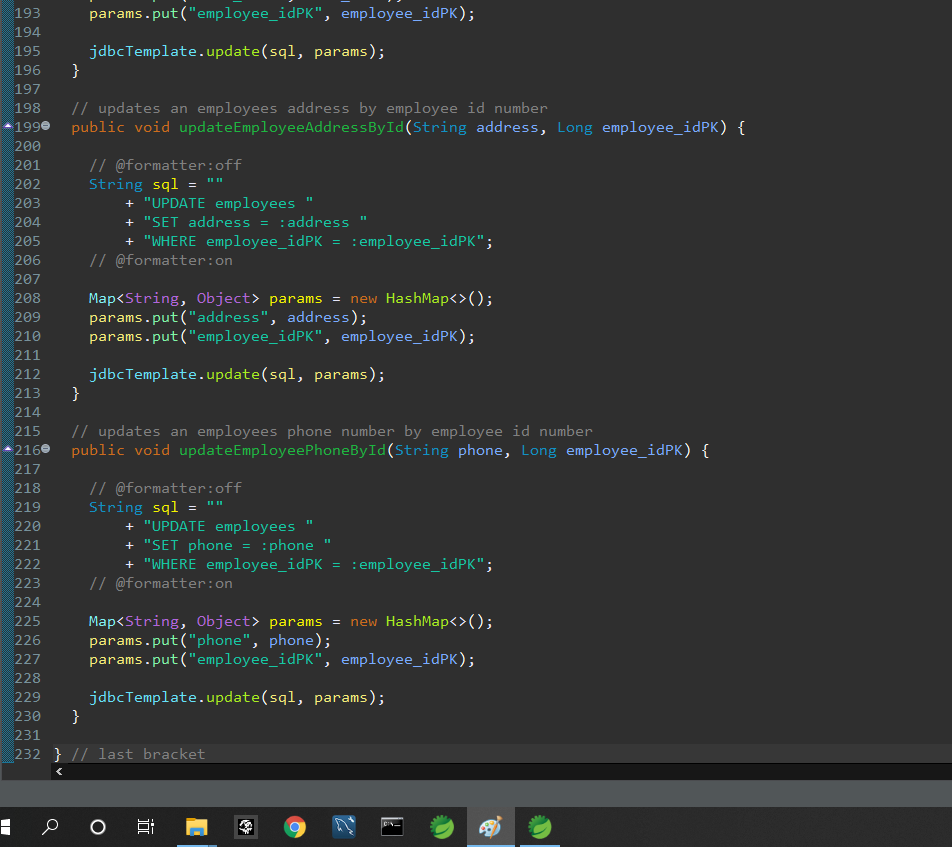 193 params.put("employee_idPK", employee_idPK);
194
195 jdbcTemplate.update(sql, params);
196 }
197
198 // updates an employees address by employee id number
199 public void updateEmployeeAddressById(String address, Long employee_idPK) {
200
201 // @formatter:off
202 String sql = ""
203 + "UPDATE employees "
204 + "SET address = :address "
205 + "WHERE employee_idPK = :employee_idPK";
206 // @formatter:on
207
208 Map<String, Object> params = new HashMap<>();
209 params.put("address", address);
210 params.put("employee_idPK", employee_idPK);
211
212 jdbcTemplate.update(sql, params);
213 }
214
215 // updates an employees phone number by employee id number
216 public void updateEmployeePhoneById(String phone, Long employee_idPK) {
217
218 // @formatter:off
219 String sql = ""
220 + "UPDATE employees "
221 + "SET phone = :phone "
222 + "WHERE employee_idPK = :employee_idPK";
223 // @formatter:on
224
225 Map<String, Object> params = new HashMap<>();
226 params.put("phone", phone);
227 params.put("employee_idPK", employee_idPK);
228
229 jdbcTemplate.update(sql, params);
230 }
231
232 } // last bracket